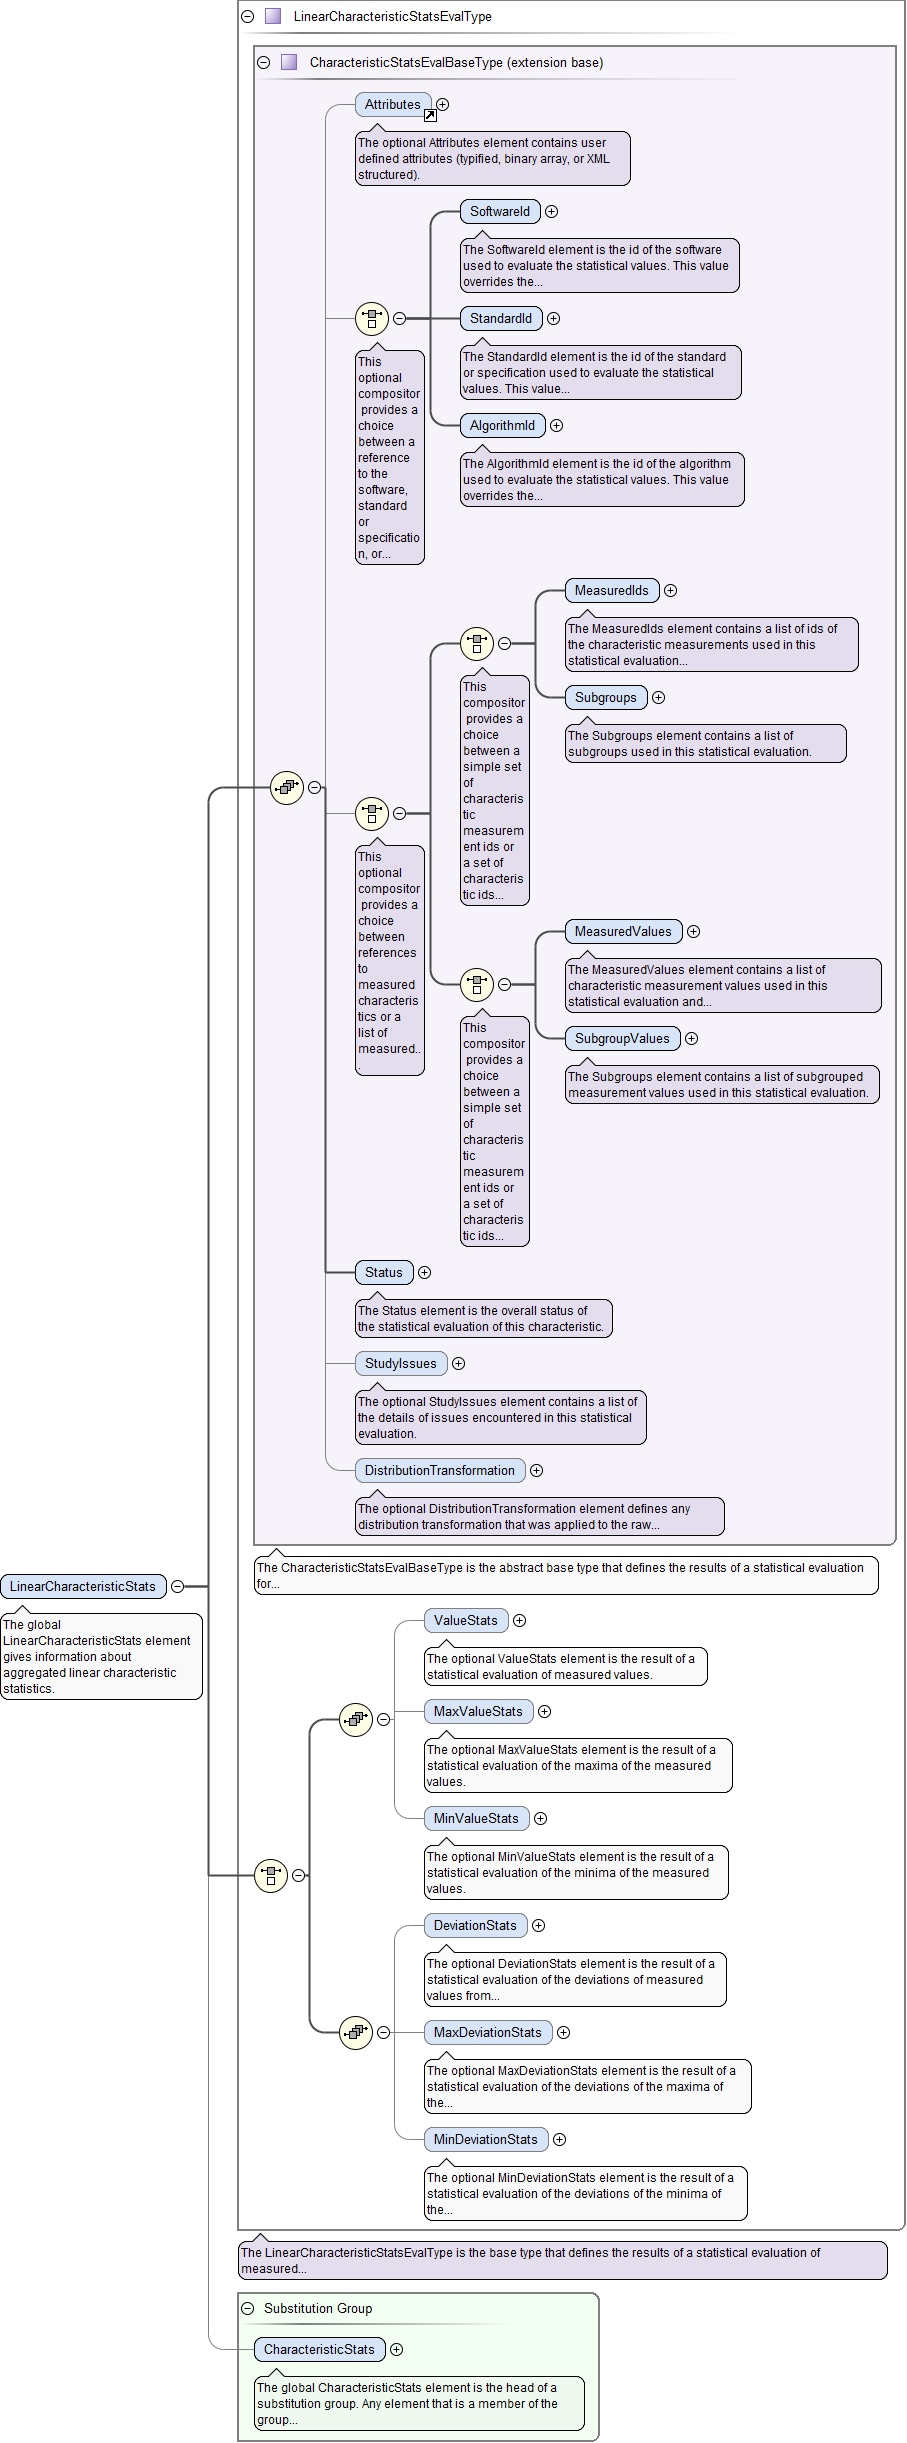 LinearCharacteristicStatsEvalType
CharacteristicStatsEvalBaseType (extension base)
Attributes
The optional Attributes element contains user
defined attributes (typified, binary array, or XML
structured).
SoftwareId
The SoftwareId element is the id of the software
used to evaluate the statistical values. This value
overrides the...
StandardId
The StandardId element is the id of the standard
or specification used to evaluate the statistical
values. This value...
AlgorithmId
The AlgorithmId element is the id of the algorithm
used to evaluate the statistical values. This value
overrides the...
This
optional
compositor
provides a
choice
between a
reference
to the
software,
standard
or
specificatio
n, or...
MeasuredIds
The MeasuredIds element contains a list of ids of
the characteristic measurements used in this
statistical evaluation...
Subgroups
The Subgroups element contains a list of
subgroups used in this statistical evaluation.
This
compositor
provides a
choice
between a
simple set
of
characteris
tic
measurem
ent ids or
a set of
characteris
tic ids...
This
optional
compositor
provides a
choice
between
references
to
measured
characteris
tics or a
list of
measured..
.
MeasuredValues
The MeasuredValues element contains a list of
characteristic measurement values used in this
statistical evaluation and...
SubgroupValues
The Subgroups element contains a list of subgrouped
measurement values used in this statistical evaluation.
This
compositor
provides a
choice
between a
simple set
of
characteris
tic
measurem
ent ids or
a set of
characteris
tic ids...
Status
The Status element is the overall status of
the statistical evaluation of this characteristic.
StudyIssues
The optional StudyIssues element contains a list of
the details of issues encountered in this statistical
evaluation.
DistributionTransformation
The optional DistributionTransformation element defines any
distribution transformation that was applied to the raw...
The CharacteristicStatsEvalBaseType is the abstract base type that defines the results of a statistical evaluation
for...
LinearCharacteristicStats
The global
LinearCharacteristicStats element
gives information about
aggregated linear characteristic
statistics.
ValueStats
The optional ValueStats element is the result of a
statistical evaluation of measured values.
MaxValueStats
The optional MaxValueStats element is the result of a
statistical evaluation of the maxima of the measured
values.
MinValueStats
The optional MinValueStats element is the result of a
statistical evaluation of the minima of the measured
values.
DeviationStats
The optional DeviationStats element is the result of a
statistical evaluation of the deviations of measured
values from...
MaxDeviationStats
The optional MaxDeviationStats element is the result of a
statistical evaluation of the deviations of the maxima of
the...
MinDeviationStats
The optional MinDeviationStats element is the result of a
statistical evaluation of the deviations of the minima of
the...
The LinearCharacteristicStatsEvalType is the base type that defines the results of a statistical evaluation of
measured...
Substitution Group
CharacteristicStats
The global CharacteristicStats element is the head of a
substitution group. Any element that is a member of the
group...